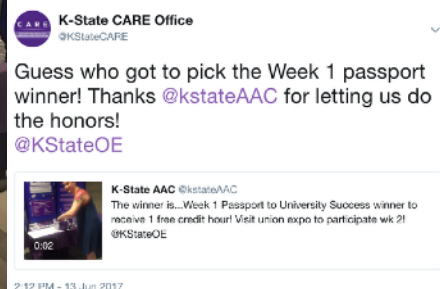 CARE
K-State CARE Office
@KStateCARE
Guess who got to pick the Week 1 passport
winner! Thanks @kstateAAC for letting us do
the honors!
@KStateOE
K-State AAC @kstateAAC
The winner is...Week 1 Passport to University Success winner to
receive 1 free credit hour! Visit union expo to participate wk 2!
@KStateOE
0:02
2:12 PM - 13 Jun 2017